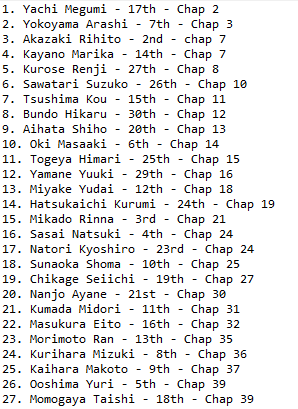 1. Yachi Megumi - 17th - Chap 2
2. Yokoyama Arashi - 7th - Chap 3
3. Akazaki Rihito - 2nd - chap 7
4. Kayano Marika - 14th - Chap 7
5. Kurose Renji - 27th - Chap 8
6. Sawatari Suzuko - 26th - Chap 10
7. Tsushima Kou - 15th - Chap 11
8. Bundo Hikaru - 30th - Chap 12
9. Aihata Shiho - 20th - Chap 13
10. Oki Masaaki - 6th - Chap 14
11. Togeya Himari - 25th - Chap 15
12. Yamane Yuuki - 29th - Chap 16
13. Miyake Yudai - 12th - Chap 18
14. Hatsukaichi Kurumi - 24th - Chap 19
15. Mikado Rinna - 3rd - Chap 21
16. Sasai Natsuki - 4th - Chap 24
17. Natori Kyoshiro - 23rd - Chap 24
18. Sunaoka Shoma - 10th - Chap 25
19. Chikage Seiichi - 19th - Chap 27
20. Nanjo Ayane - 21st - Chap 30
21. Kumada Midori - 11th - Chap 31
22. Masukura Eito - 16th - Chap 32
23. Morimoto Ran - 13th - Chap 35
24. Kurihara Mizuki - 8th - Chap 36
25. Kaihara Makoto - 9th - Chap 37
26. Ooshima Yuri - 5th - Chap 39
27. Momogaya Taishi - 18th - Chap 39